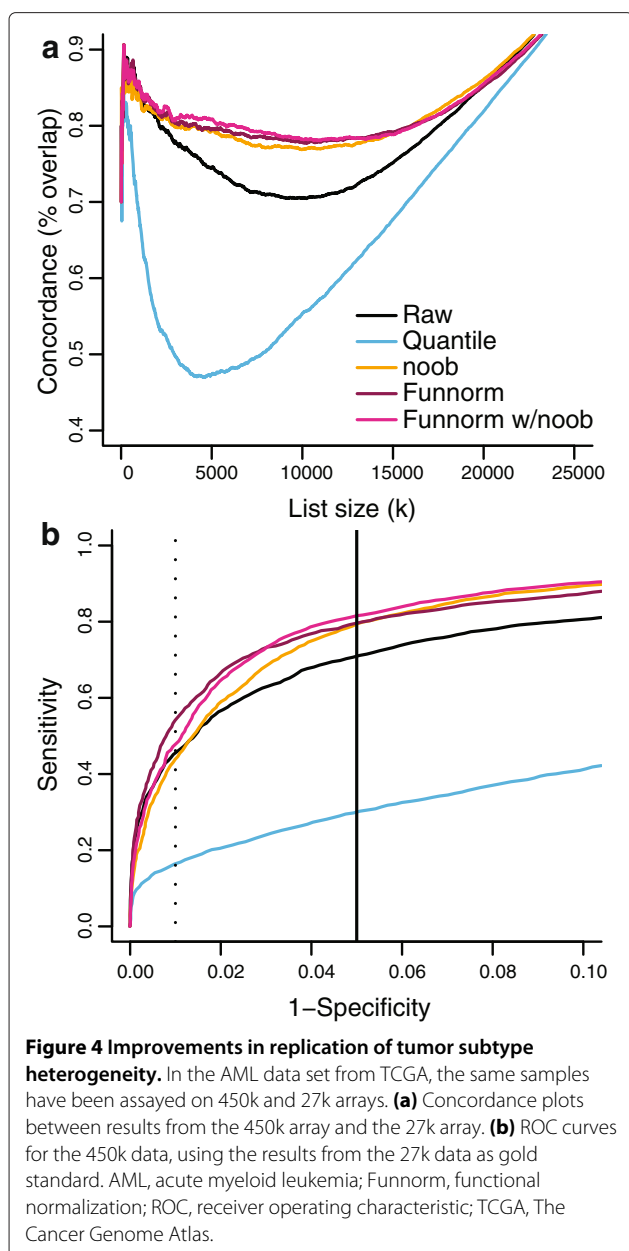 a
0.9
0.8
0.7
0.6
0.5
0.4
Concordance (% overlap)
Raw
Quantile
noob
Funnorm
Funnorm w/noob
0 5000 10000 15000 20000 25000
List size (k)
b
1.0
0.8
0.6
0.4
0.2
0.0
Sensitivity
0.00 0.02 0.04 0.06 0.08 0.10
1−Specificity
Figure 4 Improvements in replication of tumor subtype
heterogeneity. In the AML data set from TCGA, the same samples
have been assayed on 450k and 27k arrays. (a) Concordance plots
between results from the 450k array and the 27k array. (b) ROC curves
for the 450k data, using the results from the 27k data as gold
standard. AML, acute myeloid leukemia; Funnorm, functional
normalization; ROC, receiver operating characteristic; TCGA, The
Cancer Genome Atlas.